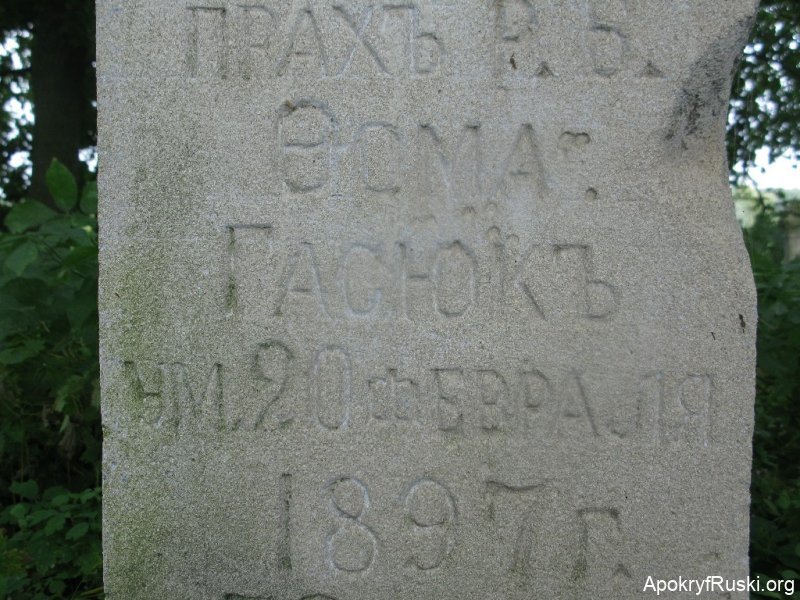 ПРАХЪ Р. Б.
ѲОМА
ГАСЮКЪ
УМ. 20 ФЕВРАЛЯ
1897 Г.
ApokryfRuski.org